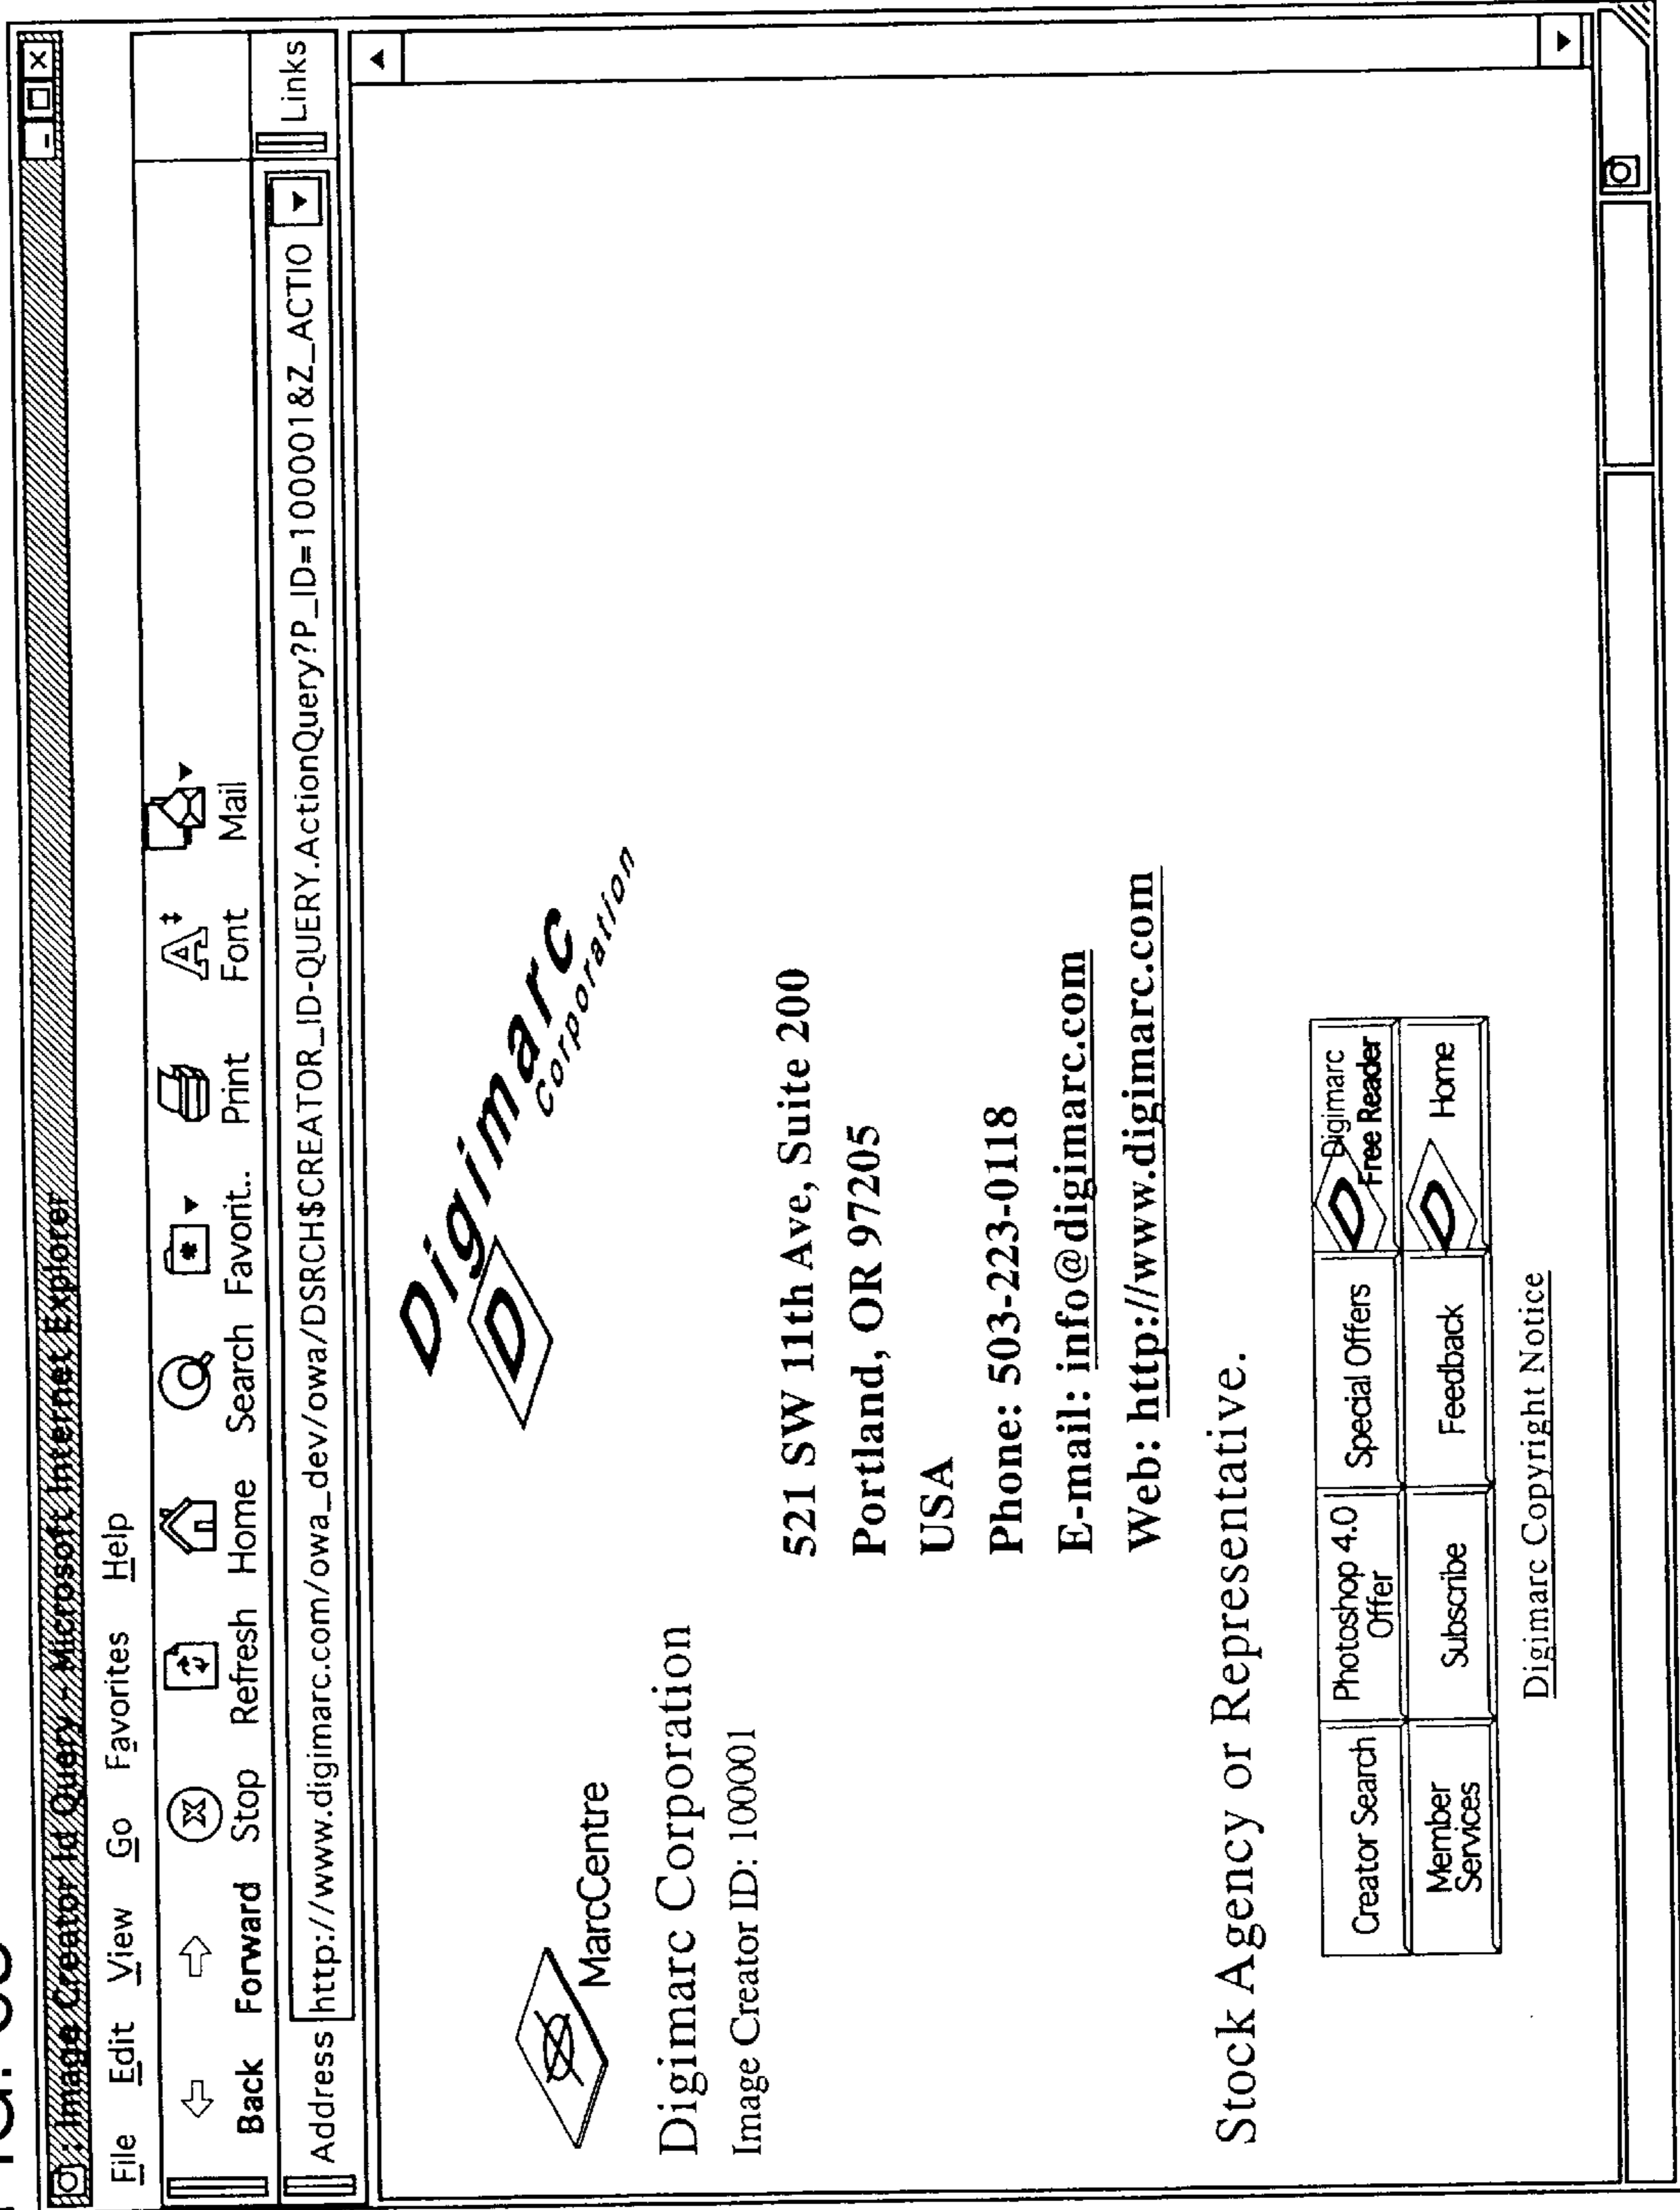 Image Creator Id Query - Microsoft Internet Explorer
File Edit View Go Favorites Help
Back Forward Stop Refresh Home Search Favorit.. Print Font Mail
Address http://www.digimarc.com/owa_dev/owa/DSRCH$CREATOR_ID-QUERY.ActionQuery?P_ID=100001&Z_ACTIO Links
MarcCentre
D Digimarc
Corporation
Digimarc Corporation
Image Creator ID: 10001
521 SW 11th Ave, Suite 200
Portland, OR 97205
USA
Phone: 503-223-0118
E-mail: info@digimarc.com
Web: http://www.digimarc.com
Stock Agency or Representative.
Creator Search Photoshop 4.0 Offer Special Offers D Digimarc Free Reader
Member Services Subscribe Feedback D Home
Digimarc Copyright Notice